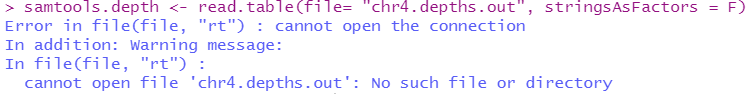 > samtools.depth <- read.table(file= "chr4.depths.out", stringsAsFactors = F)
Error in file(file, "rt") : cannot open the connection
In addition: Warning message:
In file(file, "rt") :
  cannot open file 'chr4.depths.out': No such file or directory